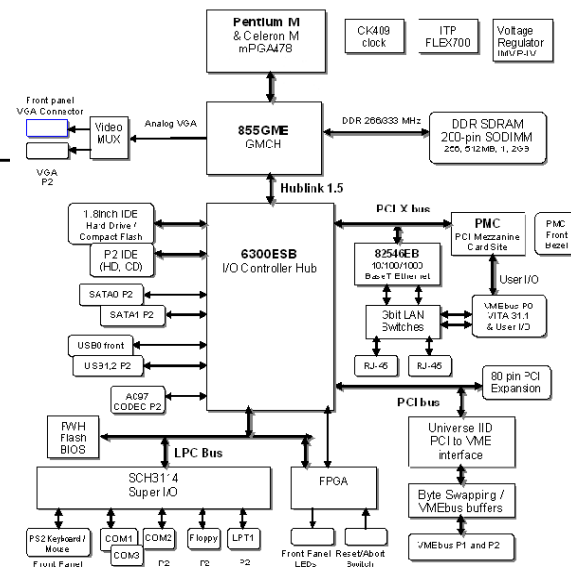 Pentium M
& Celeron M
mPGA478
CK409
clock
ITP
FLEX700
Voltage
Regulator
IMVP-IV
Front panel
VGA Connector
Video
MUX
Analog VGA
VGA
P2
855GME
GMCH
DDR 266/333 MHz
DDR SDRAM
200-pin SODIMM
256, 512MB, 1, 2GB
Hublink 1.5
1.8inch IDE
Hard Drive /
Compact Flash
P2 IDE
(HD, CD)
SATA0 P2
SATA1 P2
USB0 front
USB1,2 P2
AC97
CODEC P2
6300ESB
I/O Controller Hub
PCI X bus
82546EB
10/100/1000
BaseT Ethernet
PMC
PCI Mezzanine
Card Site
PMC
Front
Bezel
User I/O
Gbit LAN
Switches
VMEbus P0
VITA 31.1
& User I/O
RJ-45
RJ-45
80 pin PCI
Expansion
PCI bus
FWH
Flash
BIOS
LPC Bus
Universe IID
PCI to VME
interface
SCH3114
Super I/O
FPGA
Byte Swapping /
VMEbus buffers
PS2 Keyboard /
Mouse
Front Panel
COM1
COM3
COM2
P2
Floppy
P2
LPT1
P2
Front Panel
LEDs
Reset/Abort
Switch
VMEbus P1 and P2